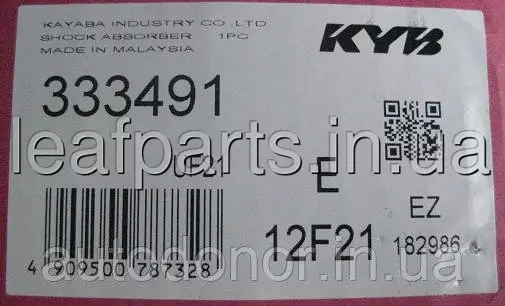 KAYABA INDUSTRY CO.,LTD
SHOCK ABSORBER 1PC
MADE IN MALAYSIA
KYB
333491
leafparts.in.ua
UF21
E
EZ
12F21
182986
4 909500 787328
autodonor.in.ua